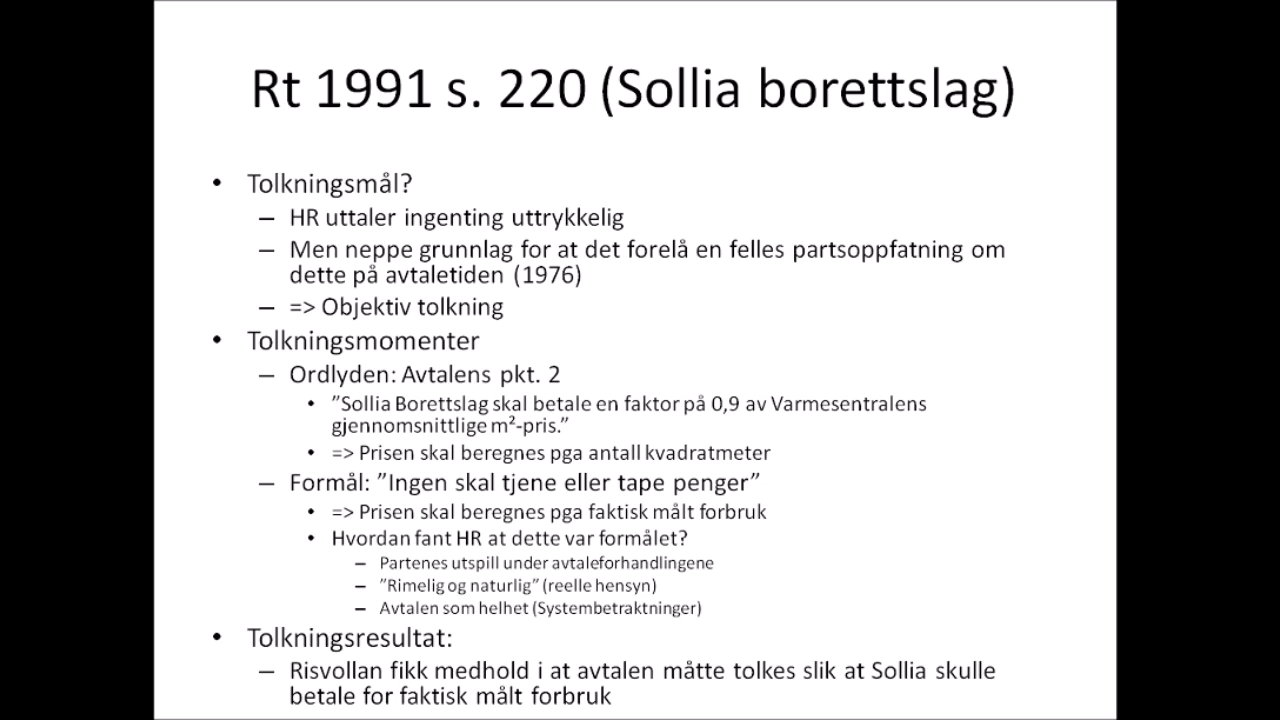 Rt 1991 s. 220 (Sollia borettslag)
• Tolkningsmål?
– HR uttaler ingenting uttrykkelig
– Men neppe grunnlag for at det forelå en felles partsoppfatning om
dette på avtaletiden (1976)
– => Objektiv tolkning
• Tolkningsmomenter
– Ordlyden: Avtalens pkt. 2
• ”Sollia Borettslag skal betale en faktor på 0,9 av Varmesentralens
gjennomsnittlige m²-pris.”
• => Prisen skal beregnes pga antall kvadratmeter
– Formål: ”Ingen skal tjene eller tape penger”
• => Prisen skal beregnes pga faktisk målt forbruk
• Hvordan fant HR at dette var formålet?
– Partenes utspill under avtaleforhandlingene
– ”Rimelig og naturlig” (reelle hensyn)
– Avtalen som helhet (Systembetraktninger)
• Tolkningsresultat:
– Risvollan fikk medhold i at avtalen måtte tolkes slik at Sollia skulle
betale for faktisk målt forbruk